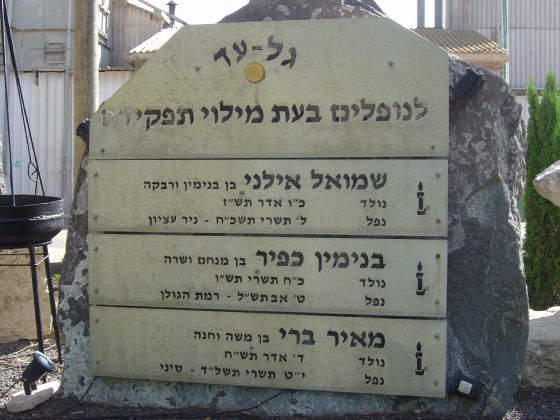 גל-עד
לנופלים בעת מילוי תפקידם
שמואל אילני בן בנימין ורבקה
נולד כ"ו אדר תש"ז
נפל ל' תשרי תשכ"ח - ניר עציון
בנימין כפיר בן מנחם ושרה
נולד כ"ח תשרי תש"ו
נפל ט' אב תש"ל - רמת הגולן
מאיר ברי בן משה וחנה
נולד ד' אדר תש"ח
נפל י"ט תשרי תשל"ד - סיני